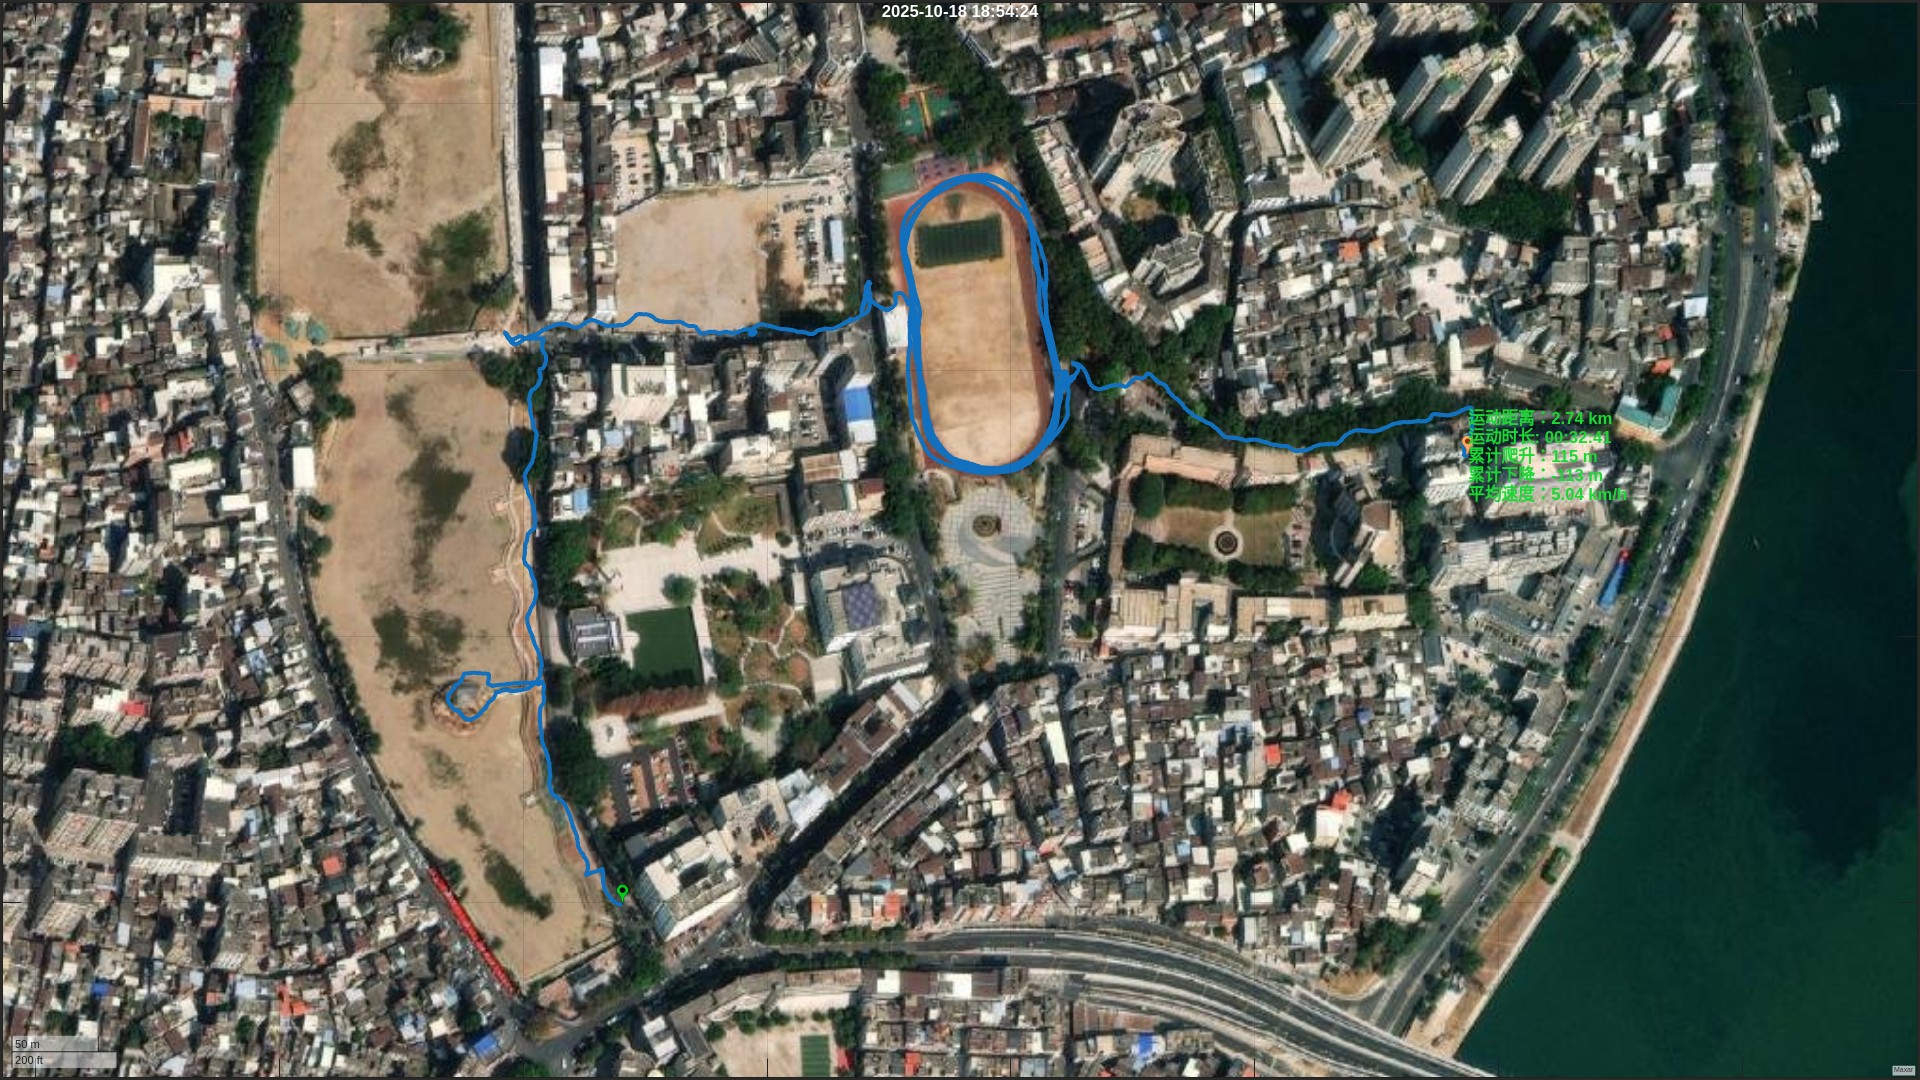 2025-10-18 18:54:24
运动距离：2.74 km
运动时长: 00:32:41
累计爬升：115 m
累计下降：-113 m
平均速度：5.04 km/h
50 m
200 ft
Maxar